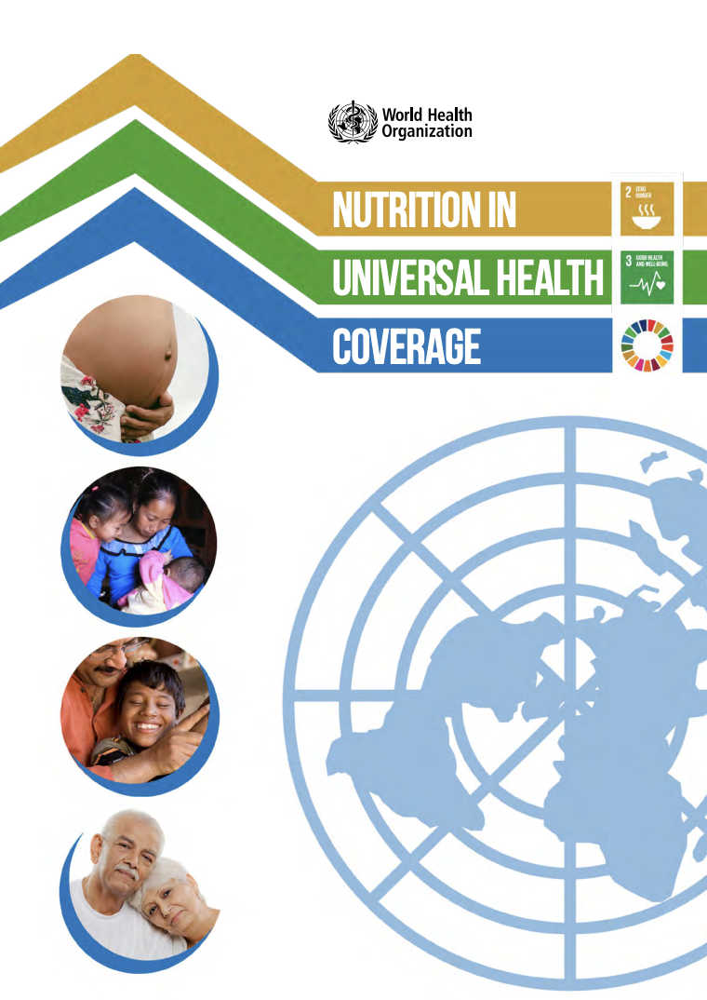 World Health
Organization
NUTRITION IN
2 ZERO
HUNGER
UNIVERSAL HEALTH
3 GOOD HEALTH
AND WELL-BEING
COVERAGE